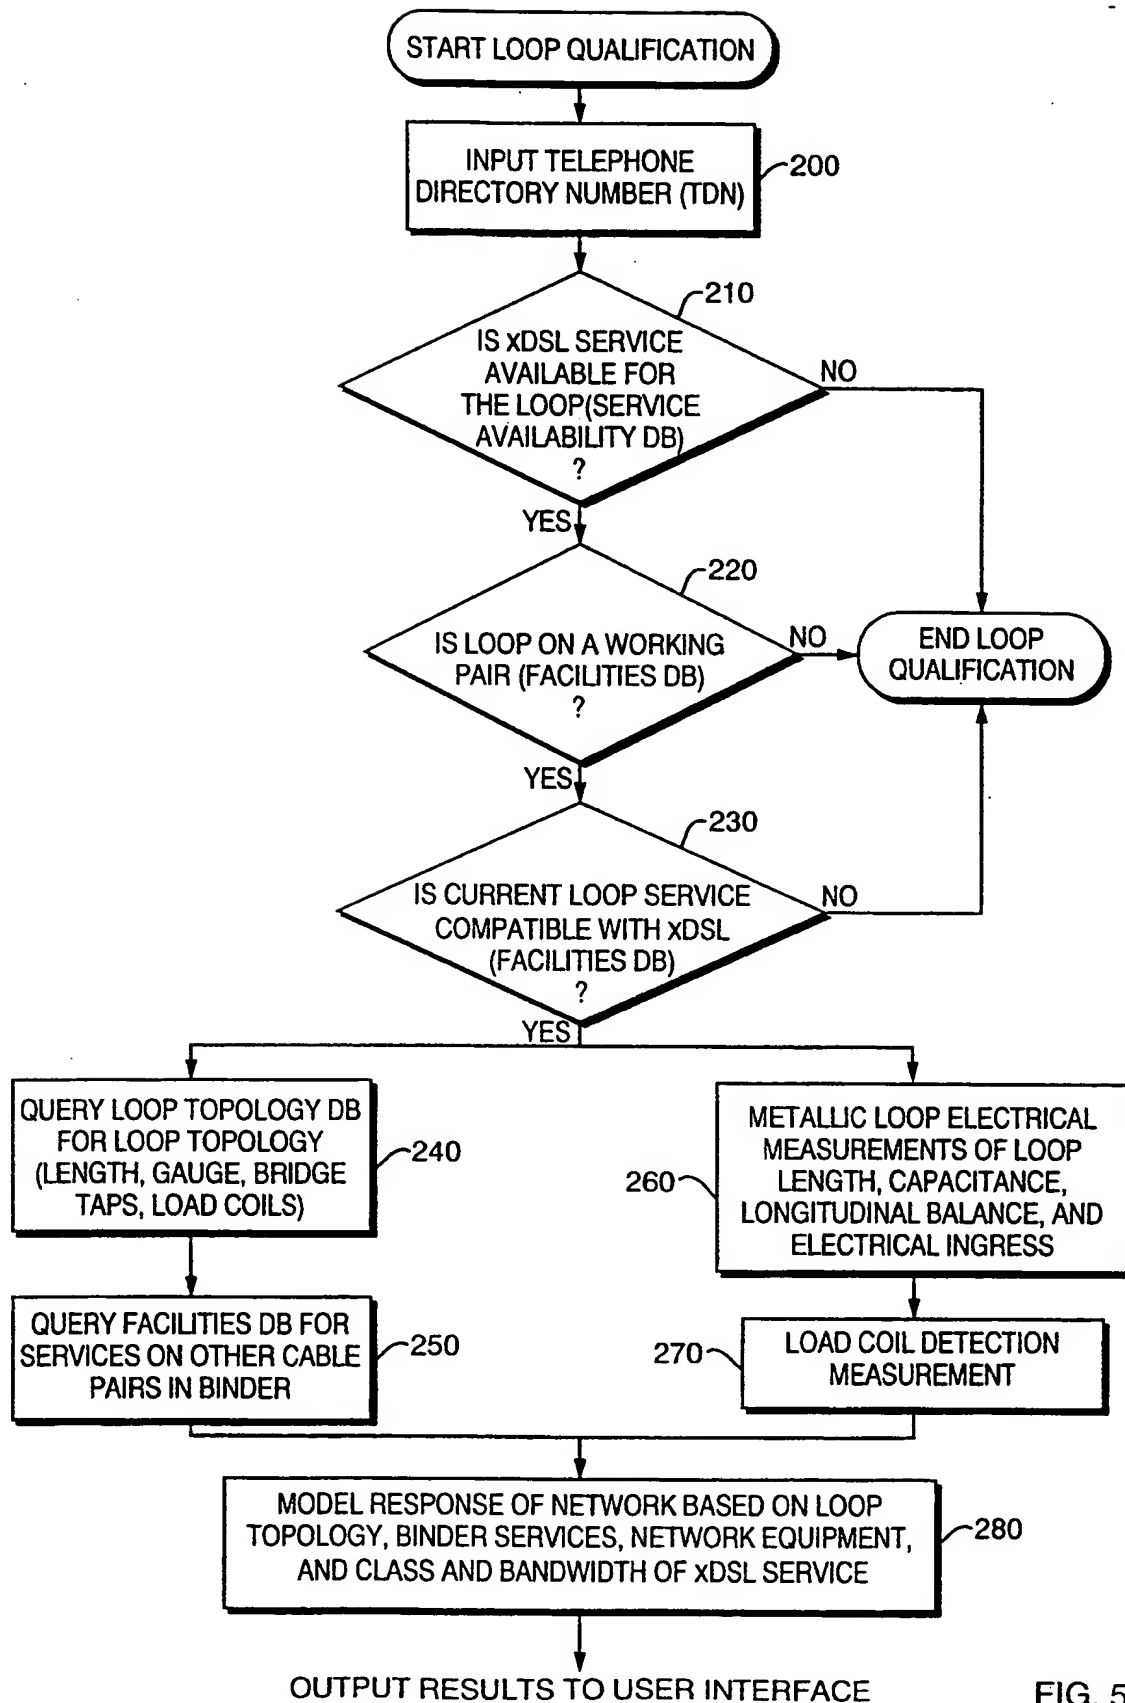 START LOOP QUALIFICATION
INPUT TELEPHONE
DIRECTORY NUMBER (TDN)
200
210
IS xDSL SERVICE
AVAILABLE FOR
THE LOOP(SERVICE
AVAILABILITY DB)
?
NO
YES
220
IS LOOP ON A WORKING
PAIR (FACILITIES DB)
?
NO
END LOOP
QUALIFICATION
YES
230
IS CURRENT LOOP SERVICE
COMPATIBLE WITH xDSL
(FACILITIES DB)
?
NO
YES
QUERY LOOP TOPOLOGY DB
FOR LOOP TOPOLOGY
(LENGTH, GAUGE, BRIDGE
TAPS, LOAD COILS)
240
METALLIC LOOP ELECTRICAL
MEASUREMENTS OF LOOP
LENGTH, CAPACITANCE,
LONGITUDINAL BALANCE, AND
ELECTRICAL INGRESS
260
QUERY FACILITIES DB FOR
SERVICES ON OTHER CABLE
PAIRS IN BINDER
250
LOAD COIL DETECTION
MEASUREMENT
270
MODEL RESPONSE OF NETWORK BASED ON LOOP
TOPOLOGY, BINDER SERVICES, NETWORK EQUIPMENT,
AND CLASS AND BANDWIDTH OF xDSL SERVICE
280
OUTPUT RESULTS TO USER INTERFACE
FIG. 5